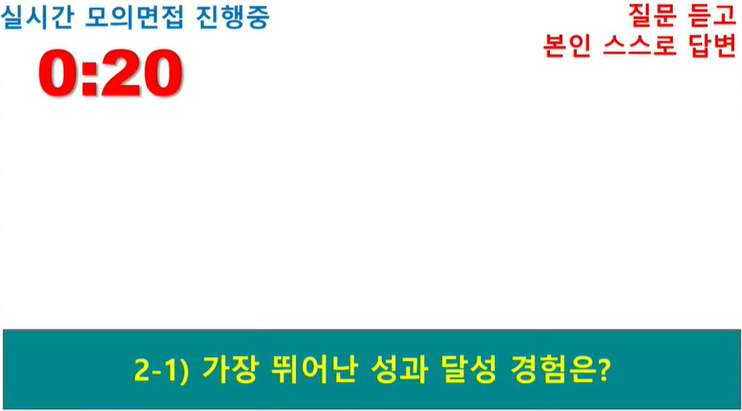 실시간 모의면접 진행중
질문 듣고
본인 스스로 답변
0:20
2-1) 가장 뛰어난 성과 달성 경험은?